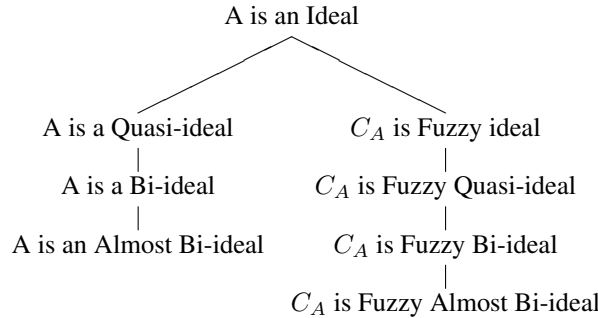 A is an Ideal
A is a Quasi-ideal
C_A is Fuzzy ideal
A is a Bi-ideal
C_A is Fuzzy Quasi-ideal
A is an Almost Bi-ideal
C_A is Fuzzy Bi-ideal
C_A is Fuzzy Almost Bi-ideal